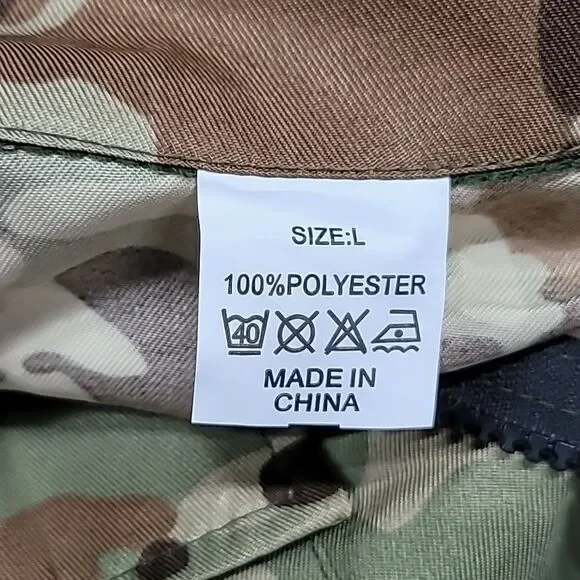 SIZE:L
100%POLYESTER
40
MADE IN
CHINA